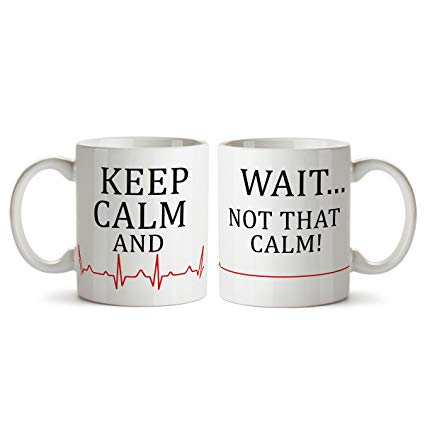 KEEP
CALM
AND
WAIT...
NOT THAT
CALM!